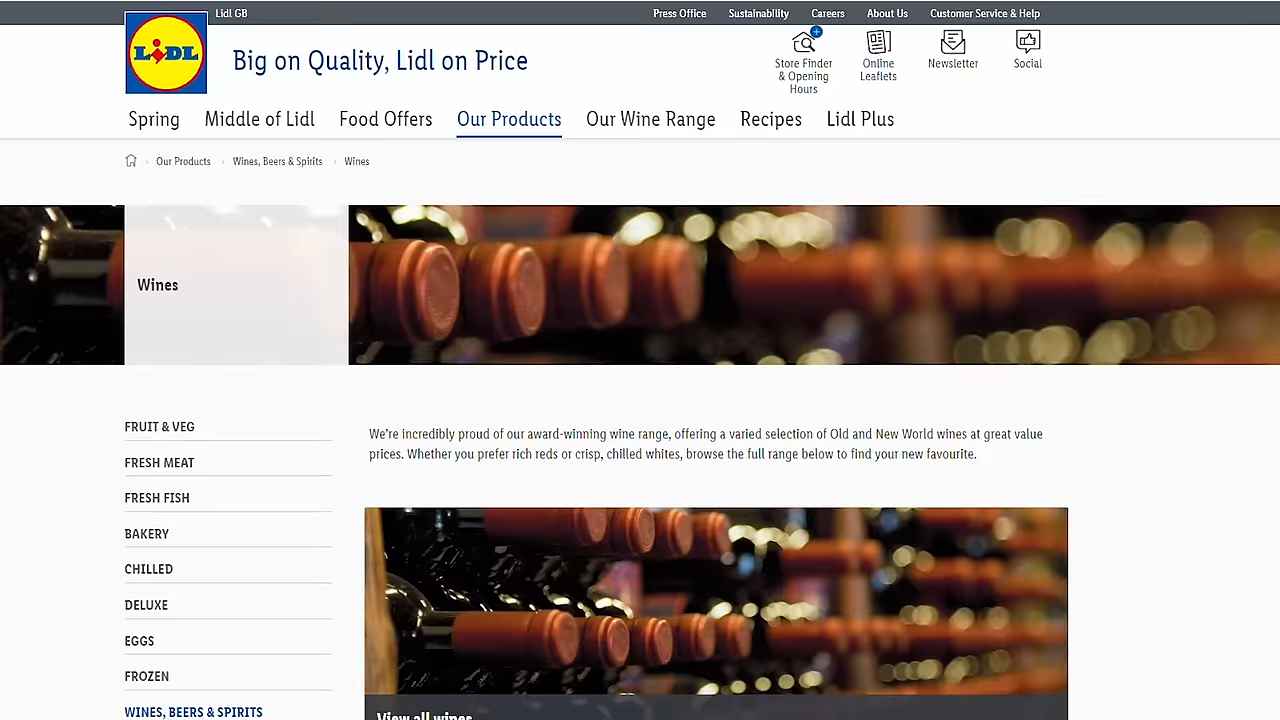 Lidl GB
Press Office Sustainability Careers About Us Customer Service & Help
LIDL
Big on Quality, Lidl on Price
Store Finder
& Opening
Hours
Online
Leaflets
Newsletter
Social
Spring Middle of Lidl Food Offers Our Products Our Wine Range Recipes Lidl Plus
Our Products › Wines, Beers & Spirits › Wines
Wines
FRUIT & VEG
FRESH MEAT
FRESH FISH
BAKERY
CHILLED
DELUXE
EGGS
FROZEN
WINES, BEERS & SPIRITS
We're incredibly proud of our award-winning wine range, offering a varied selection of Old and New World wines at great value
prices. Whether you prefer rich reds or crisp, chilled whites, browse the full range below to find your new favourite.
View all wines